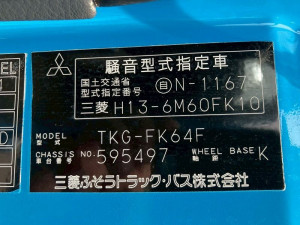 EL
騒音型式指定車
国土交通省
型式指定番号
自 N-1167
三菱 H13-6M60FK10
MODEL TKG-FK64F
CHASSIS NO. 595497 WHEEL BASE K
車台番号 軸距
三菱ふそうトラック・バス株式会社
D